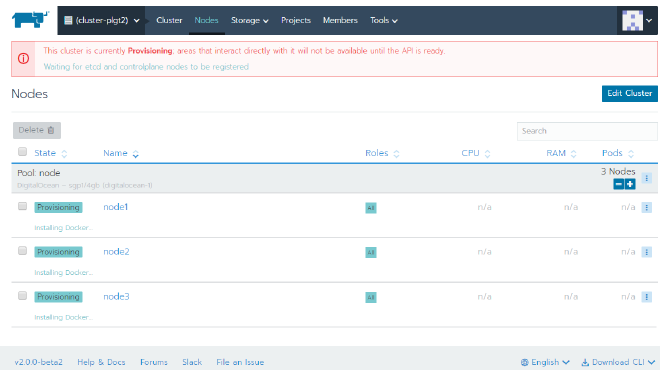 (cluster-plgt2) Cluster Nodes Storage Projects Members Tools
This cluster is currently Provisioning; areas that interact directly with it will not be available until the API is ready.
Waiting for etcd and controlplane nodes to be registered
Nodes
Edit Cluster
Delete
Search
State Name Roles CPU RAM Pods
Pool: node
3 Nodes
DigitalOcean – sgp1/4gb (digitalocean-1)
Provisioning node1 All n/a n/a n/a
Installing Docker...
Provisioning node2 All n/a n/a n/a
Installing Docker...
Provisioning node3 All n/a n/a n/a
Installing Docker...
v2.0.0-beta2 Help & Docs Forums Slack File an Issue English Download CLI